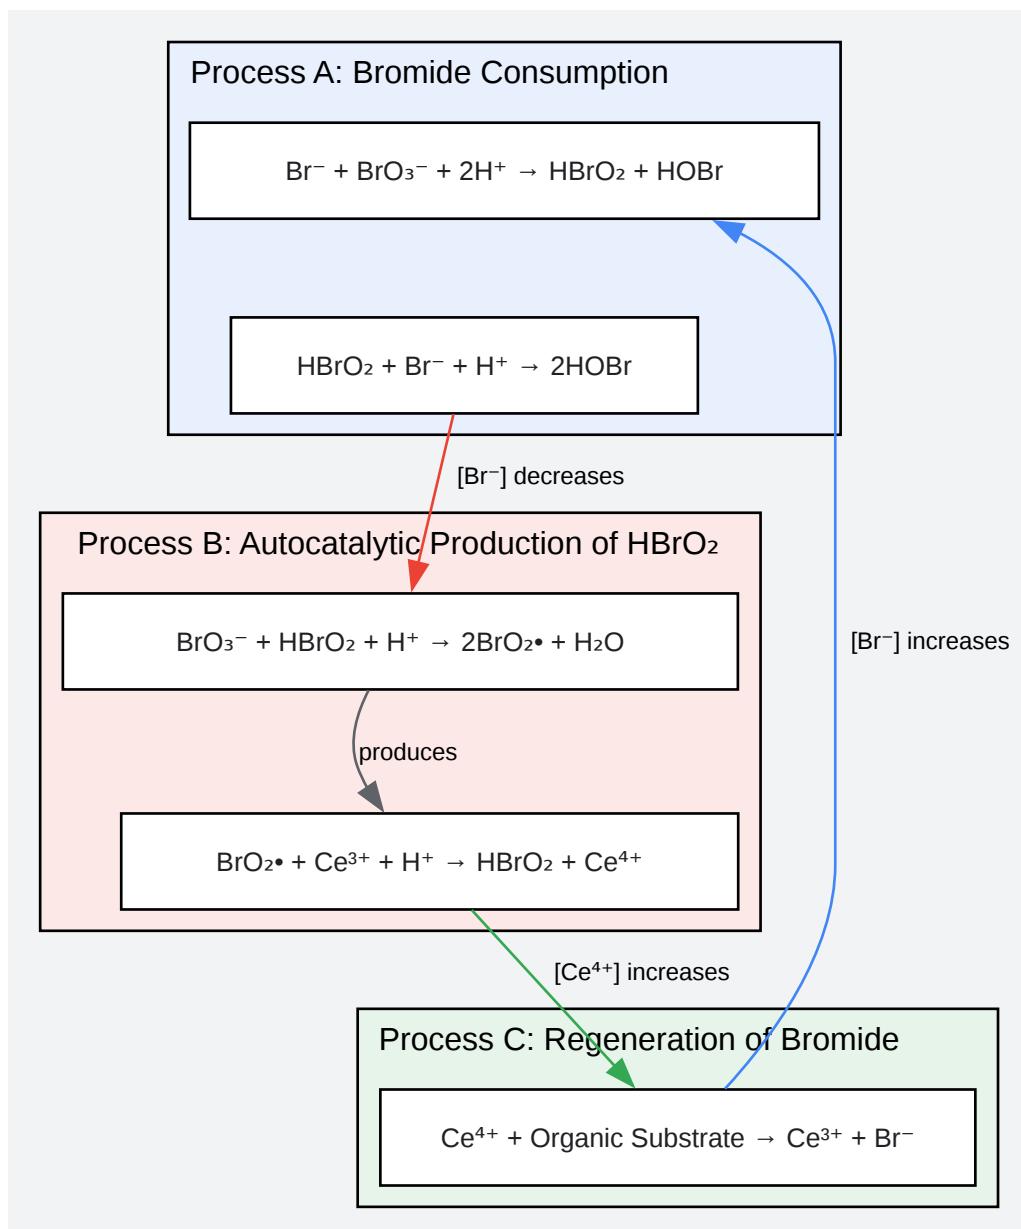 Process A: Bromide Consumption
Br⁻ + BrO₃⁻ + 2H⁺ → HBrO₂ + HOBr
HBrO₂ + Br⁻ + H⁺ → 2HOBr
[Br⁻] decreases
Process B: Autocatalytic Production of HBrO₂
BrO₃⁻ + HBrO₂ + H⁺ → 2BrO₂• + H₂O
[Br⁻] increases
produces
BrO₂• + Ce³⁺ + H⁺ → HBrO₂ + Ce⁴⁺
[Ce⁴⁺] increases
Process C: Regeneration of Bromide
Ce⁴⁺ + Organic Substrate → Ce³⁺ + Br⁻